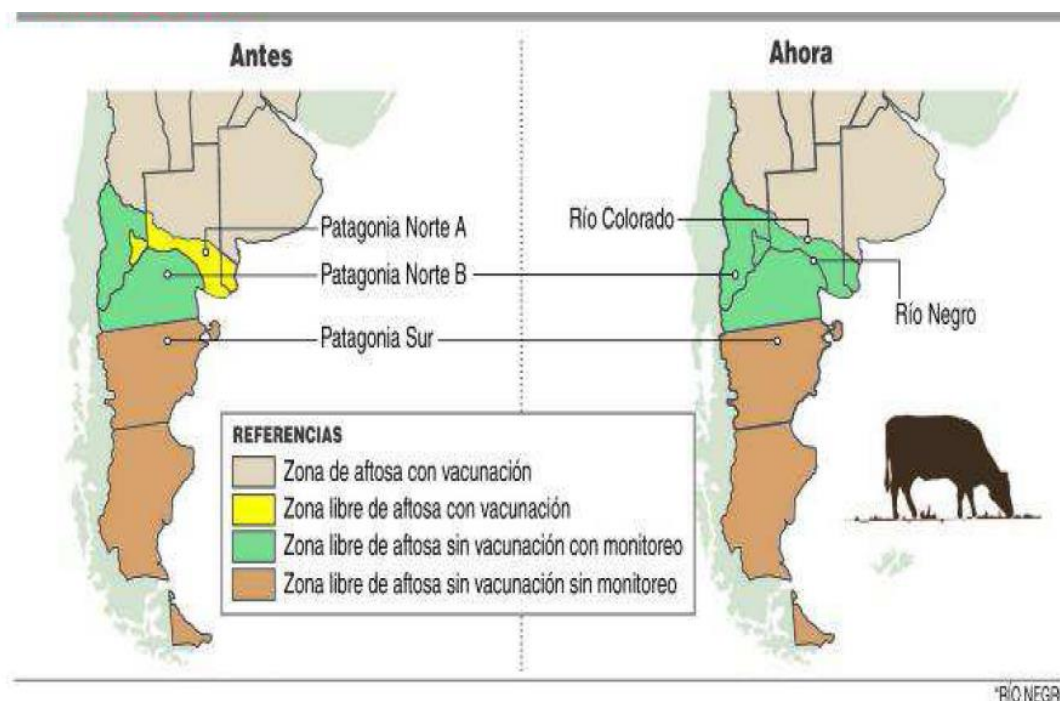 Antes
Ahora
Patagonia Norte A
Patagonia Norte B
Patagonia Sur
Río Colorado
Río Negro
REFERENCIAS
Zona de aftosa con vacunación
Zona libre de aftosa con vacunación
Zona libre de aftosa sin vacunación con monitoreo
Zona libre de aftosa sin vacunación sin monitoreo
"RÍO NEGR